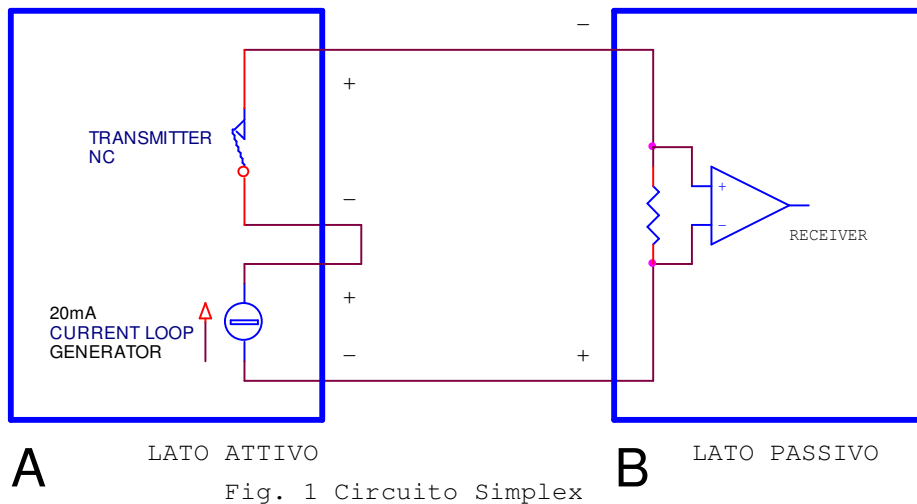 −
+
TRANSMITTER
NC
+
−
−
RECEIVER
+
20mA
CURRENT LOOP
GENERATOR
−
+
A
LATO ATTIVO
B
LATO PASSIVO
Fig. 1 Circuito Simplex